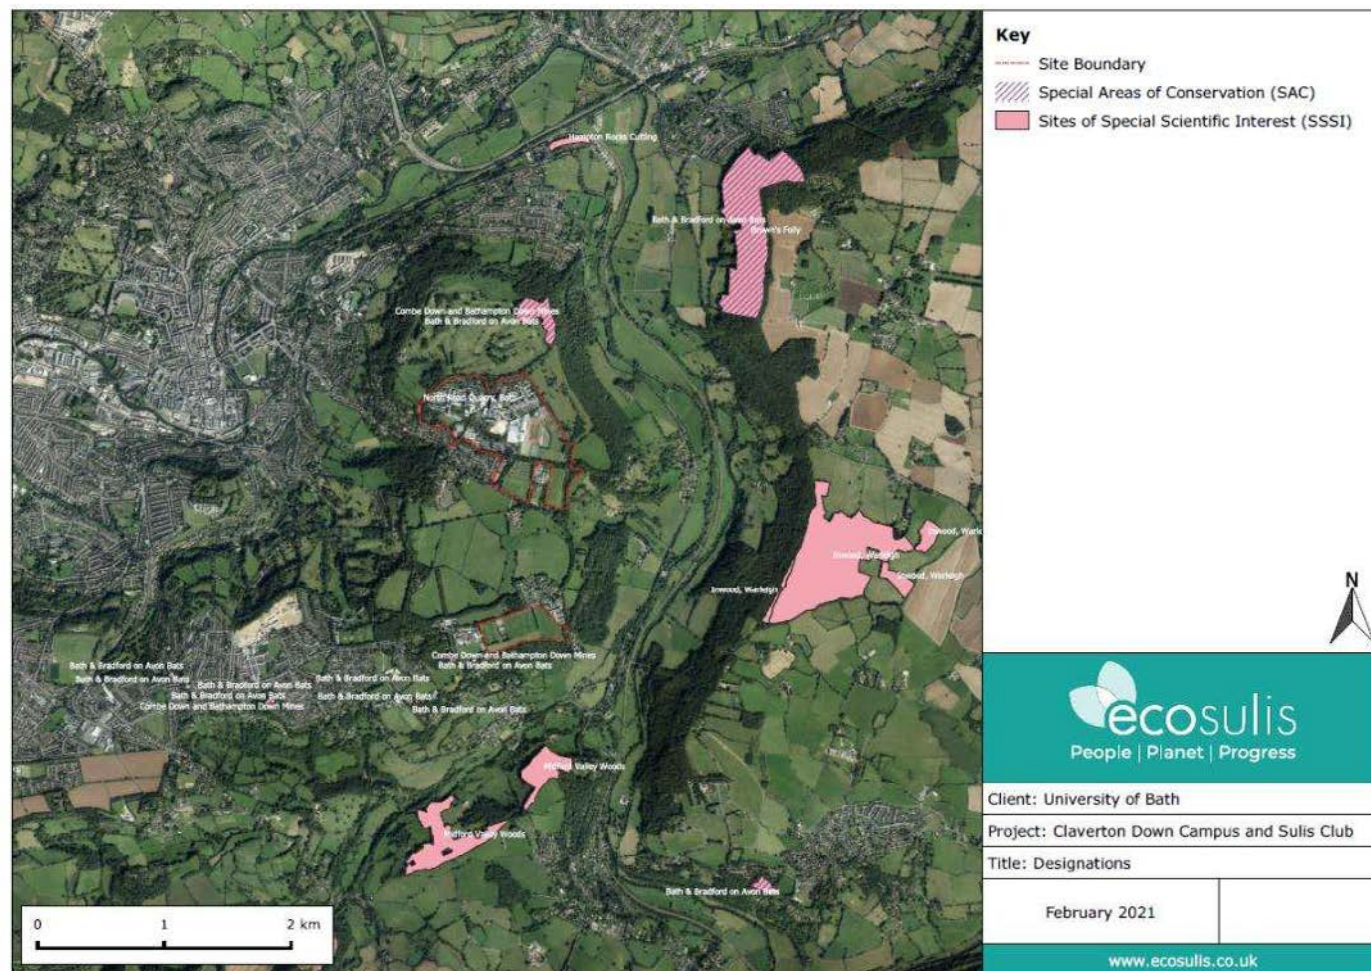 Key
Site Boundary
Special Areas of Conservation (SAC)
Sites of Special Scientific Interest (SSSI)
Hampton Rocks Cutting
Bath & Bradford on Avon Bats
Brown's Folly
Combe Down and Bathampton Down Mines
Bath & Bradford on Avon Bats
North Road Quarry, Bath
Inwood, Warle
Inwood, Warleigh
Inwood, Warleigh
Inwood, Warleigh
Combe Down and Bathampton Down Mines
Bath & Bradford on Avon Bats
Bath & Bradford on Avon Bats
Bath & Bradford on Avon Bats
Bath & Bradford on Avon Bats
Bath & Bradford on Avon Bats
Bath & Bradford on Avon Bats
Bath & Bradford on Avon Bats
Combe Down and Bathampton Down Mines
Bath & Bradford on Avon Bats
Midford Valley Woods
Midford Valley Woods
Bath & Bradford on Avon Bats
0 1 2 km
N
ecosulis
People | Planet | Progress
Client: University of Bath
Project: Claverton Down Campus and Sulis Club
Title: Designations
February 2021
www.ecosulis.co.uk